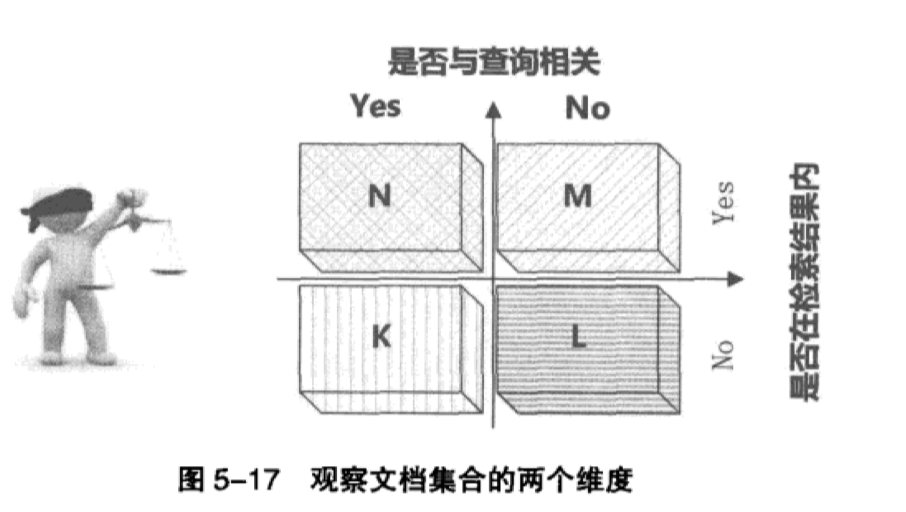 是否与查询相关
Yes No
N M
Yes
是否在检索结果内
K L
No
图 5-17 观察文档集合的两个维度